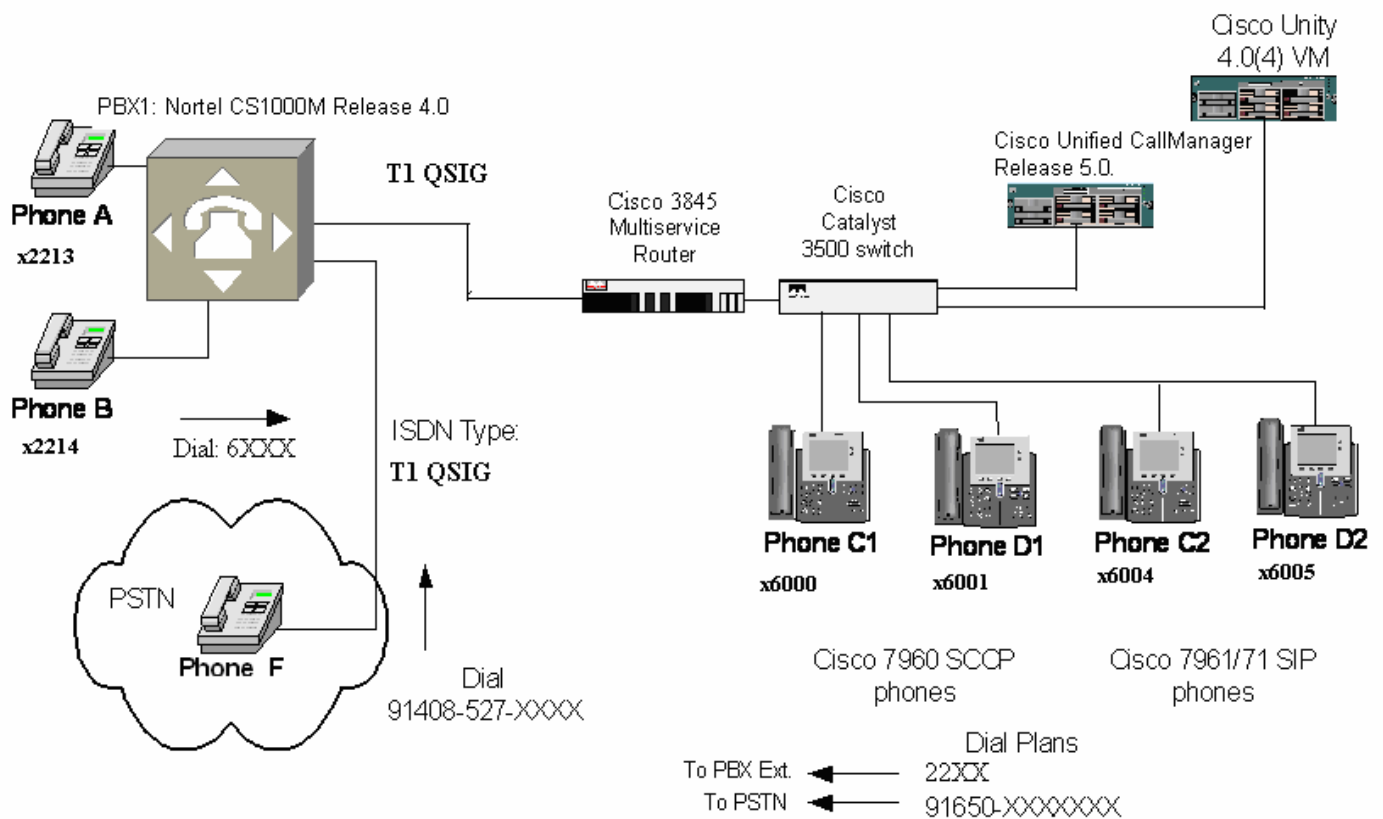 Cisco Unity
4.0(4) VM
PBX1: Nortel CS1000M Release 4.0
Cisco Unified CallManager
Release 5.0.
T1 QSIG
Cisco 3845
Multiservice
Router
Cisco
Catalyst
3500 switch
Phone A
x2213
Phone B
x2214
Dial: 6XXX
ISDN Type:
T1 QSIG
Phone C1
x6000
Phone D1
x6001
Phone C2
x6004
Phone D2
x6005
PSTN
Phone F
Dial
91408-527-XXXX
Cisco 7960 SCCP
phones
Cisco 7961/71 SIP
phones
Dial Plans
To PBX Ext. 22XX
To PSTN 91650-XXXXXXX